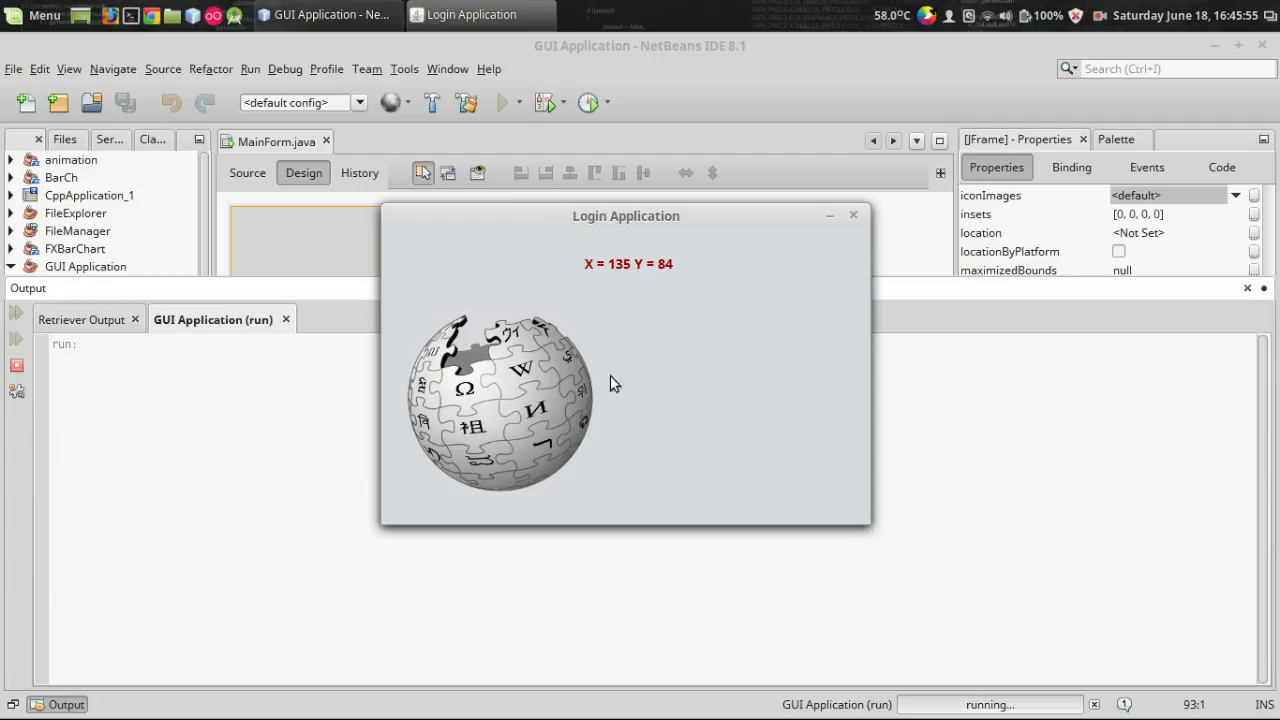 Menu
GUI Application - Ne...
Login Application
58.0°C
100%
Saturday June 18, 16:43:55
GUI Application - NetBeans IDE 8.1
File Edit View Navigate Source Refactor Run Debug Profile Team Tools Window Help
Search (Ctrl+I)
<default config>
Files Ser... Cla...
MainForm.java
[JFrame] - Properties Palette
Source Design History
Properties Binding Events Code
animation
BarCh
CppApplication_1
FileExplorer
FileManager
FXBarChart
GUI Application
iconImages <default>
insets [0, 0, 0, 0]
location <Not Set>
locationByPlatform
maximizedBounds null
Login Application
X = 135 Y = 84
Ω W И 祖 ウィ
Output
Retriever Output GUI Application (run)
run:
Output
GUI Application (run) running... 93:1 INS